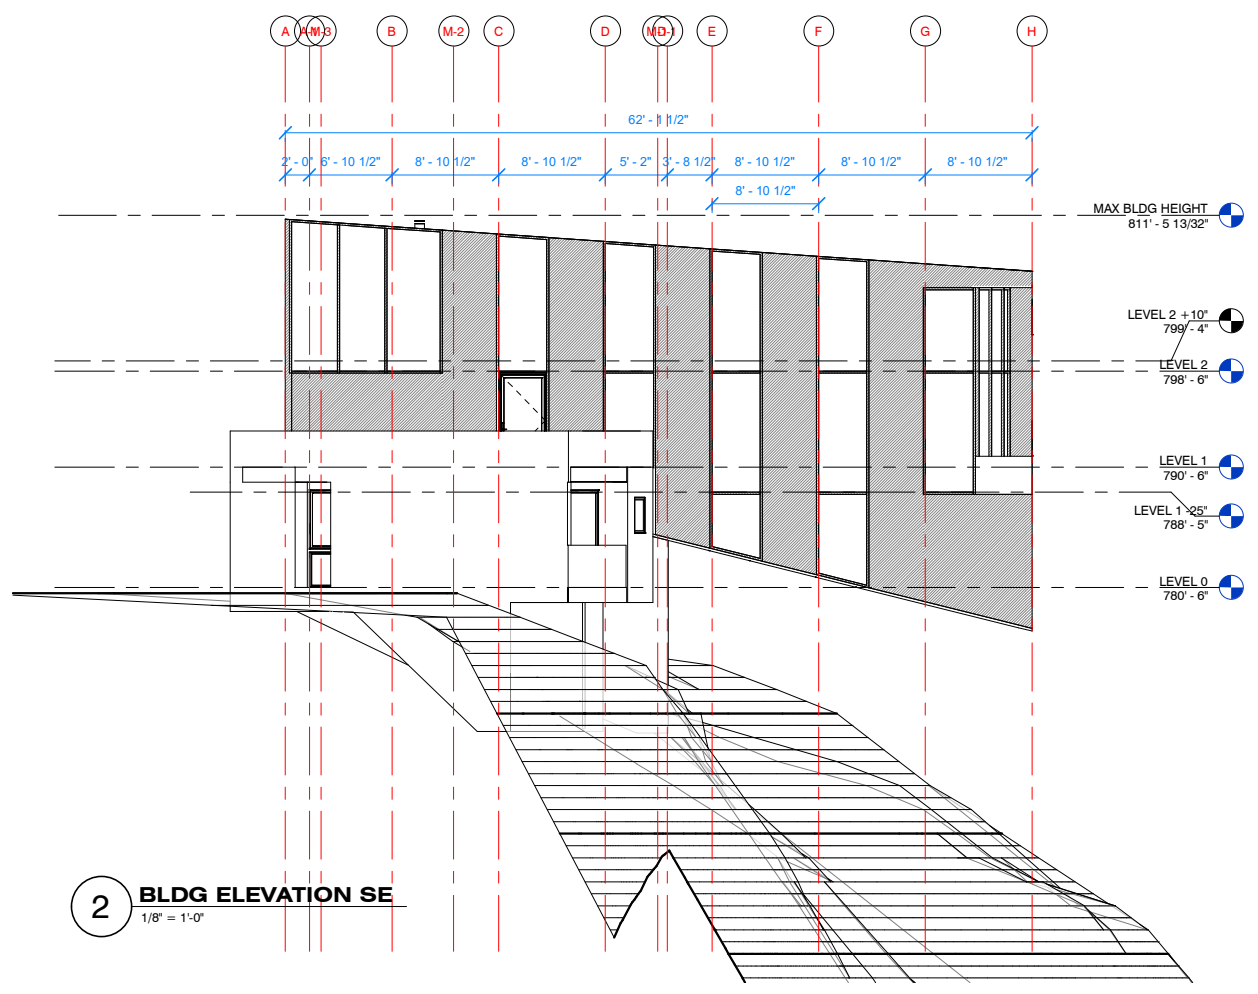 A A-1 M-3 B M-2 C D M-1 D-1 E F G H
62' - 1 1/2"
2' - 0" 6' - 10 1/2" 8' - 10 1/2" 8' - 10 1/2" 5' - 2" 3' - 8 1/2" 8' - 10 1/2" 8' - 10 1/2" 8' - 10 1/2"
8' - 10 1/2"
MAX BLDG HEIGHT
811' - 5 13/32"
LEVEL 2 +10"
799' - 4"
LEVEL 2
798' - 6"
LEVEL 1
790' - 6"
LEVEL 1 -25"
788' - 5"
LEVEL 0
780' - 6"
2 BLDG ELEVATION SE
1/8" = 1'-0"